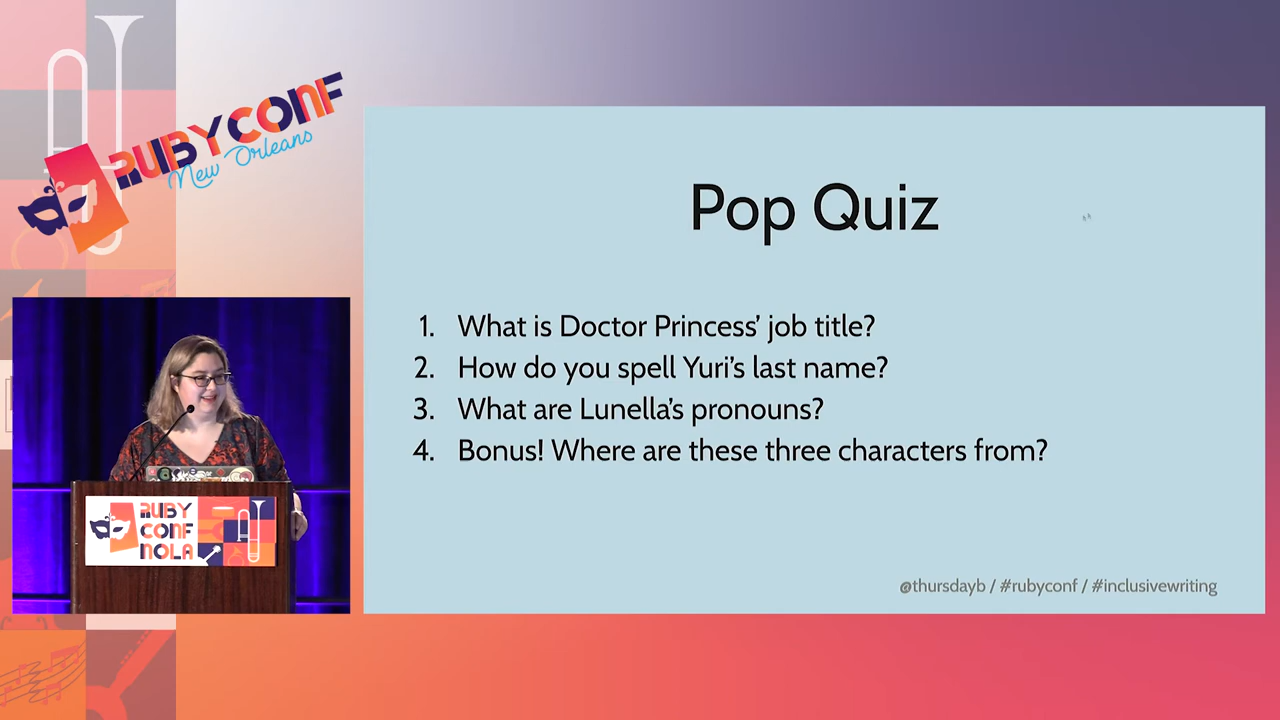 RUBYCONF
New Orleans
Pop Quiz
1. What is Doctor Princess’ job title?
2. How do you spell Yuri’s last name?
3. What are Lunella’s pronouns?
4. Bonus! Where are these three characters from?
@thursdayb / #rubyconf / #inclusivewriting
RUBY
CONF
NOLA